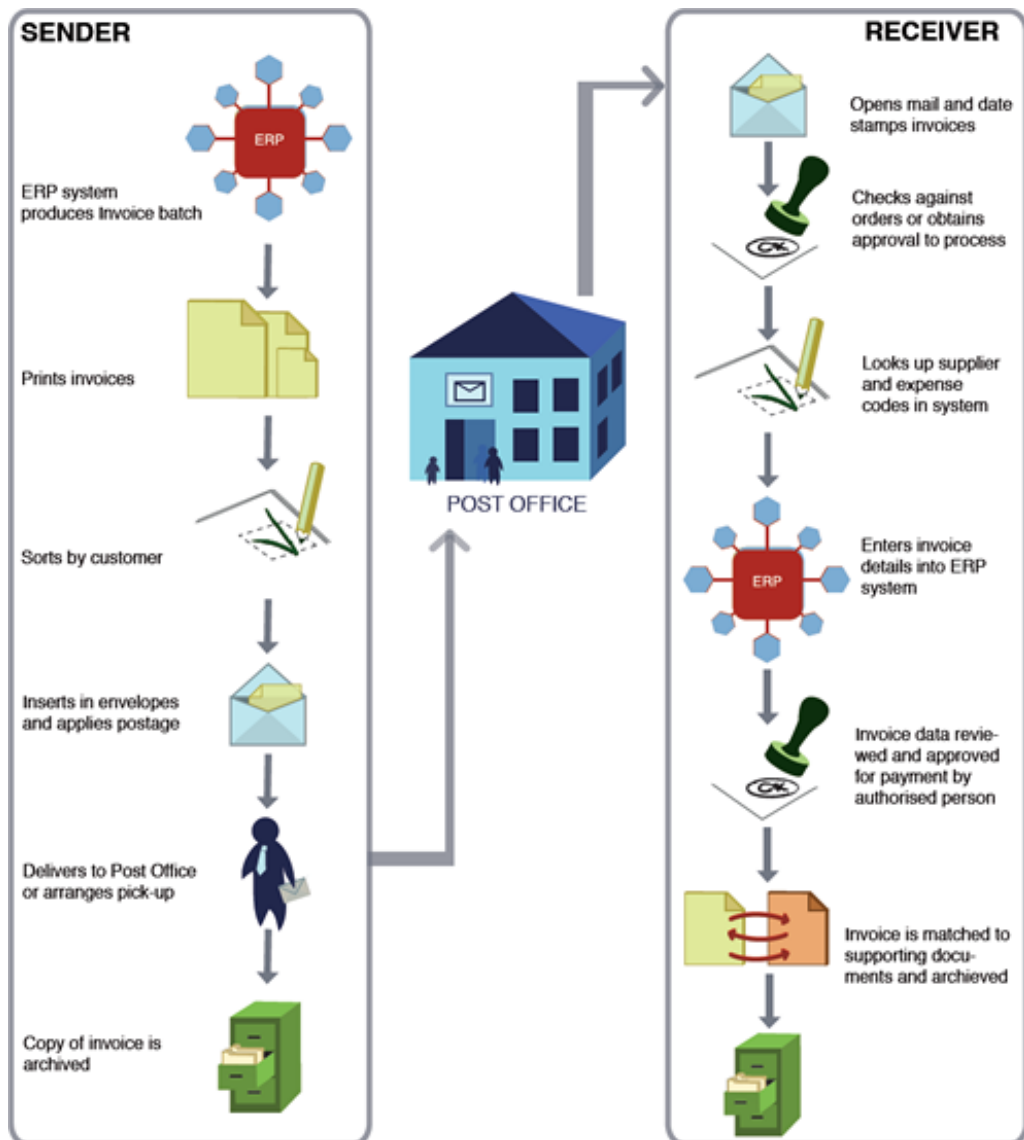 SENDER
ERP
ERP system
produces Invoice batch
Prints invoices
Sorts by customer
Inserts in envelopes
and applies postage
Delivers to Post Office
or arranges pick-up
Copy of invoice is
archived
POST OFFICE
RECEIVER
Opens mail and date
stamps invoices
Checks against
orders or obtains
approval to process
Looks up supplier
and expense
codes in system
ERP
Enters invoice
details into ERP
system
Invoice data revie-
wed and approved
for payment by
authorised person
Invoice is matched to
supporting docu-
ments and archieved